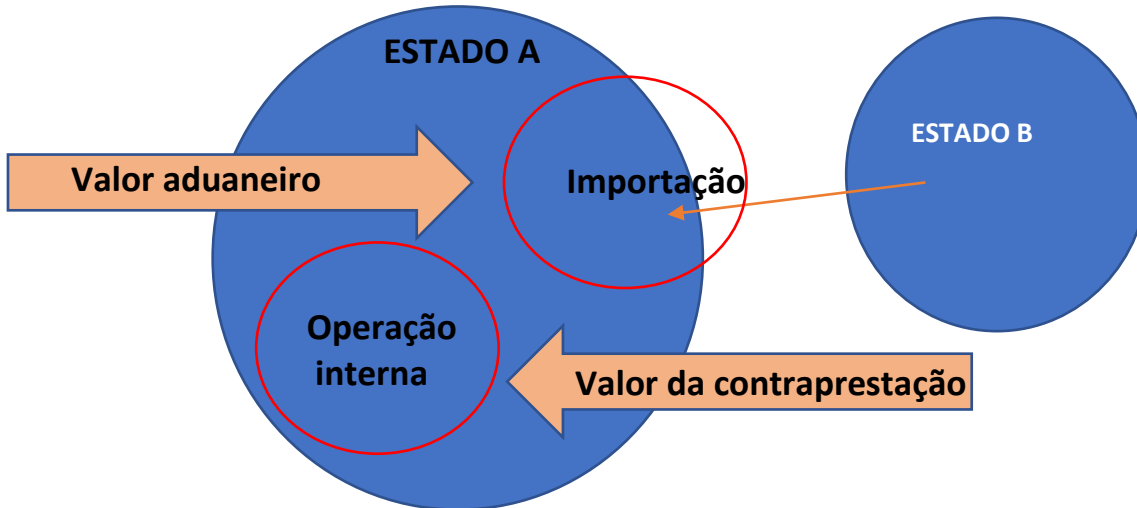 ESTADO A
ESTADO B
Valor aduaneiro
Importação
Operação
interna
Valor da contraprestação